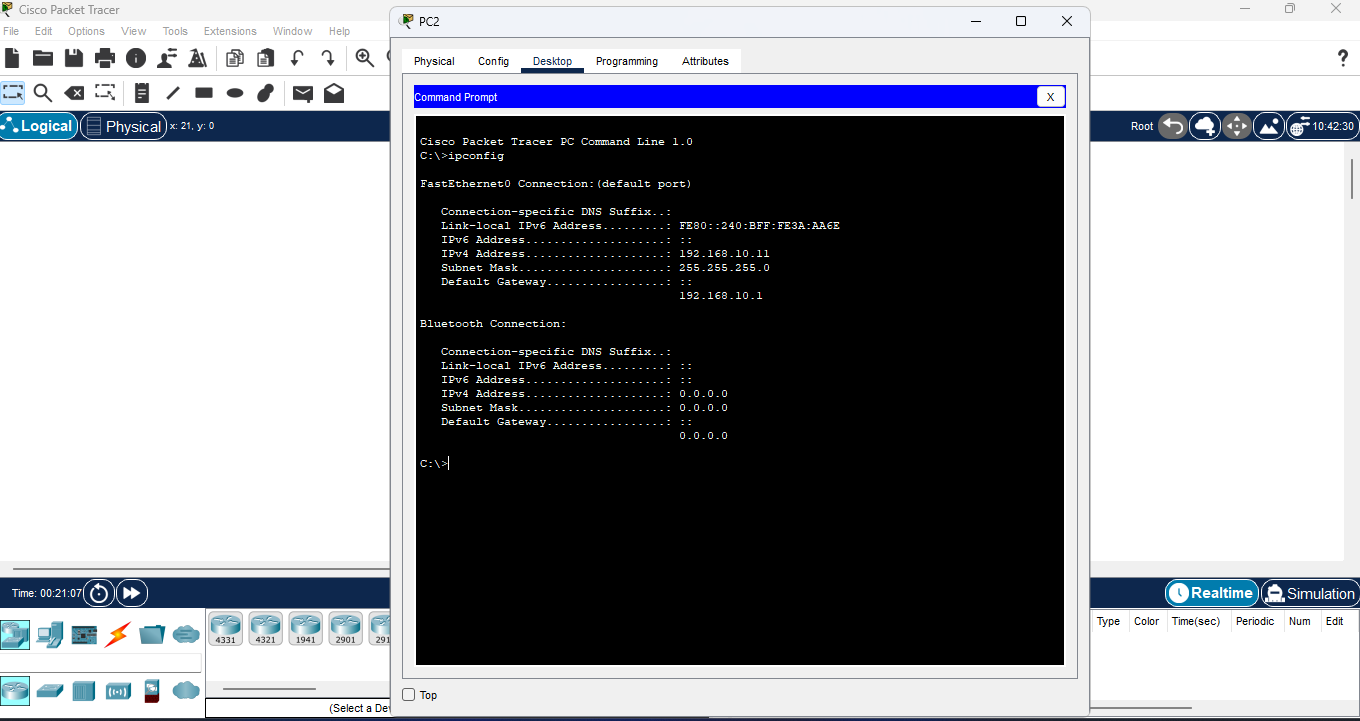 Cisco Packet Tracer
File Edit Options View Tools Extensions Window Help
Logical Physical x: 21, y: 0
PC2
Physical Config Desktop Programming Attributes
Command Prompt X
Cisco Packet Tracer PC Command Line 1.0
C:\>ipconfig
FastEthernet0 Connection:(default port)
Connection-specific DNS Suffix..:
Link-local IPv6 Address.........: FE80::240:BFF:FE3A:AA6E
IPv6 Address....................: ::
IPv4 Address....................: 192.168.10.11
Subnet Mask.....................: 255.255.255.0
Default Gateway.................: ::
192.168.10.1
Bluetooth Connection:
Connection-specific DNS Suffix..:
Link-local IPv6 Address.........: ::
IPv6 Address....................: ::
IPv4 Address....................: 0.0.0.0
Subnet Mask.....................: 0.0.0.0
Default Gateway.................: ::
0.0.0.0
C:\>
Top
?
Root 10:42:30
Time: 00:21:07
Realtime Simulation
4331 4321 1941 2901 291
(Select a De
Type Color Time(sec) Periodic Num Edit